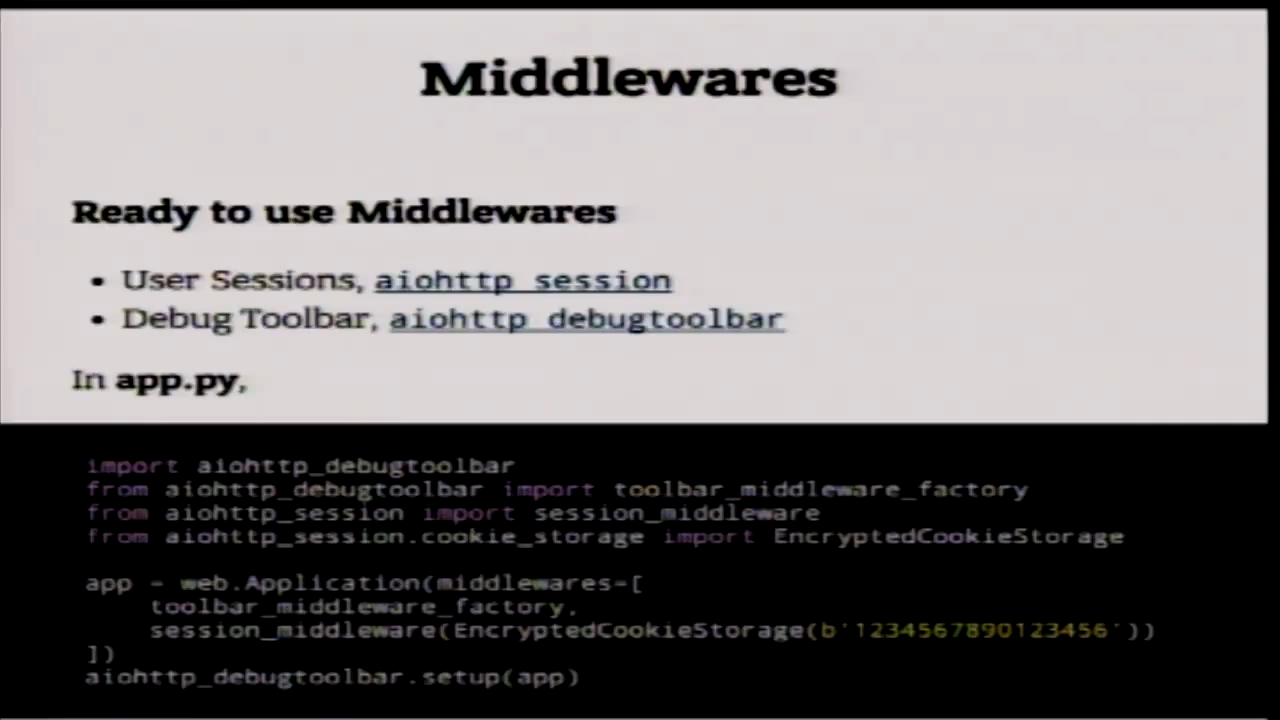 Middlewares
Ready to use Middlewares
• User Sessions, aiohttp_session
• Debug Toolbar, aiohttp_debugtoolbar
In app.py,
import aiohttp_debugtoolbar
from aiohttp_debugtoolbar import toolbar_middleware_factory
from aiohttp_session import session_middleware
from aiohttp_session.cookie_storage import EncryptedCookieStorage
app = web.Application(middlewares=[
    toolbar_middleware_factory,
    session_middleware(EncryptedCookieStorage(b'1234567890123456'))
])
aiohttp_debugtoolbar.setup(app)